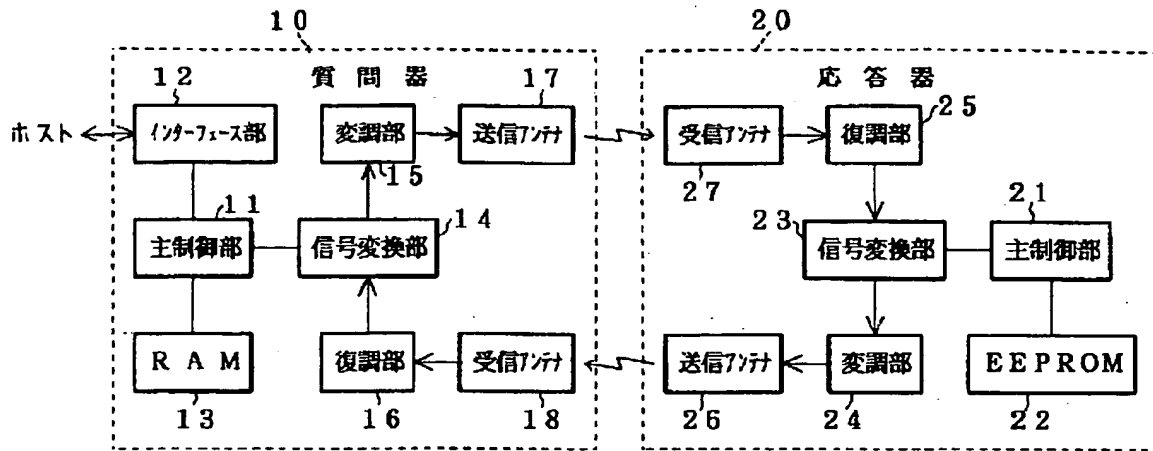 10
20
質問器
応答器
12
17
25
ホスト
インターフェース部
変調部
送信アンテナ
受信アンテナ
復調部
15
27
11
14
23
21
主制御部
信号変換部
信号変換部
主制御部
RAM
復調部
受信アンテナ
送信アンテナ
変調部
EEPROM
13
16
18
26
24
22